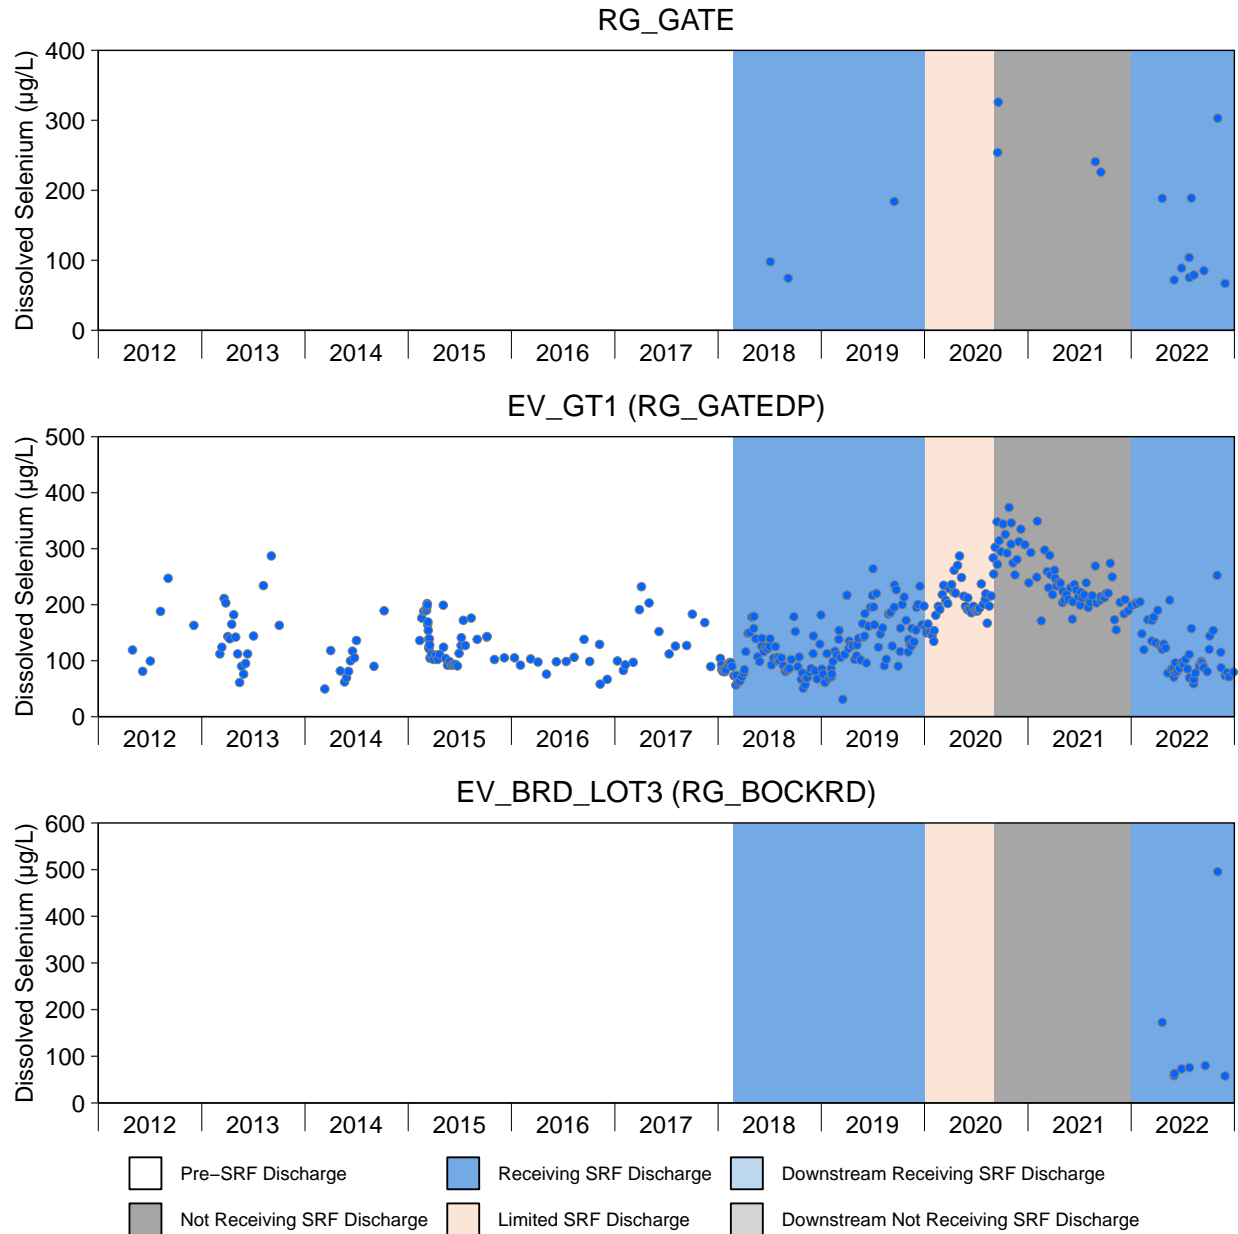 RG_GATE
Dissolved Selenium (µg/L)
400
300
200
100
0
2012 2013 2014 2015 2016 2017 2018 2019 2020 2021 2022
EV_GT1 (RG_GATEDP)
Dissolved Selenium (µg/L)
500
400
300
200
100
0
2012 2013 2014 2015 2016 2017 2018 2019 2020 2021 2022
EV_BRD_LOT3 (RG_BOCKRD)
Dissolved Selenium (µg/L)
600
500
400
300
200
100
0
2012 2013 2014 2015 2016 2017 2018 2019 2020 2021 2022
Pre−SRF Discharge Receiving SRF Discharge Downstream Receiving SRF Discharge
Not Receiving SRF Discharge Limited SRF Discharge Downstream Not Receiving SRF Discharge